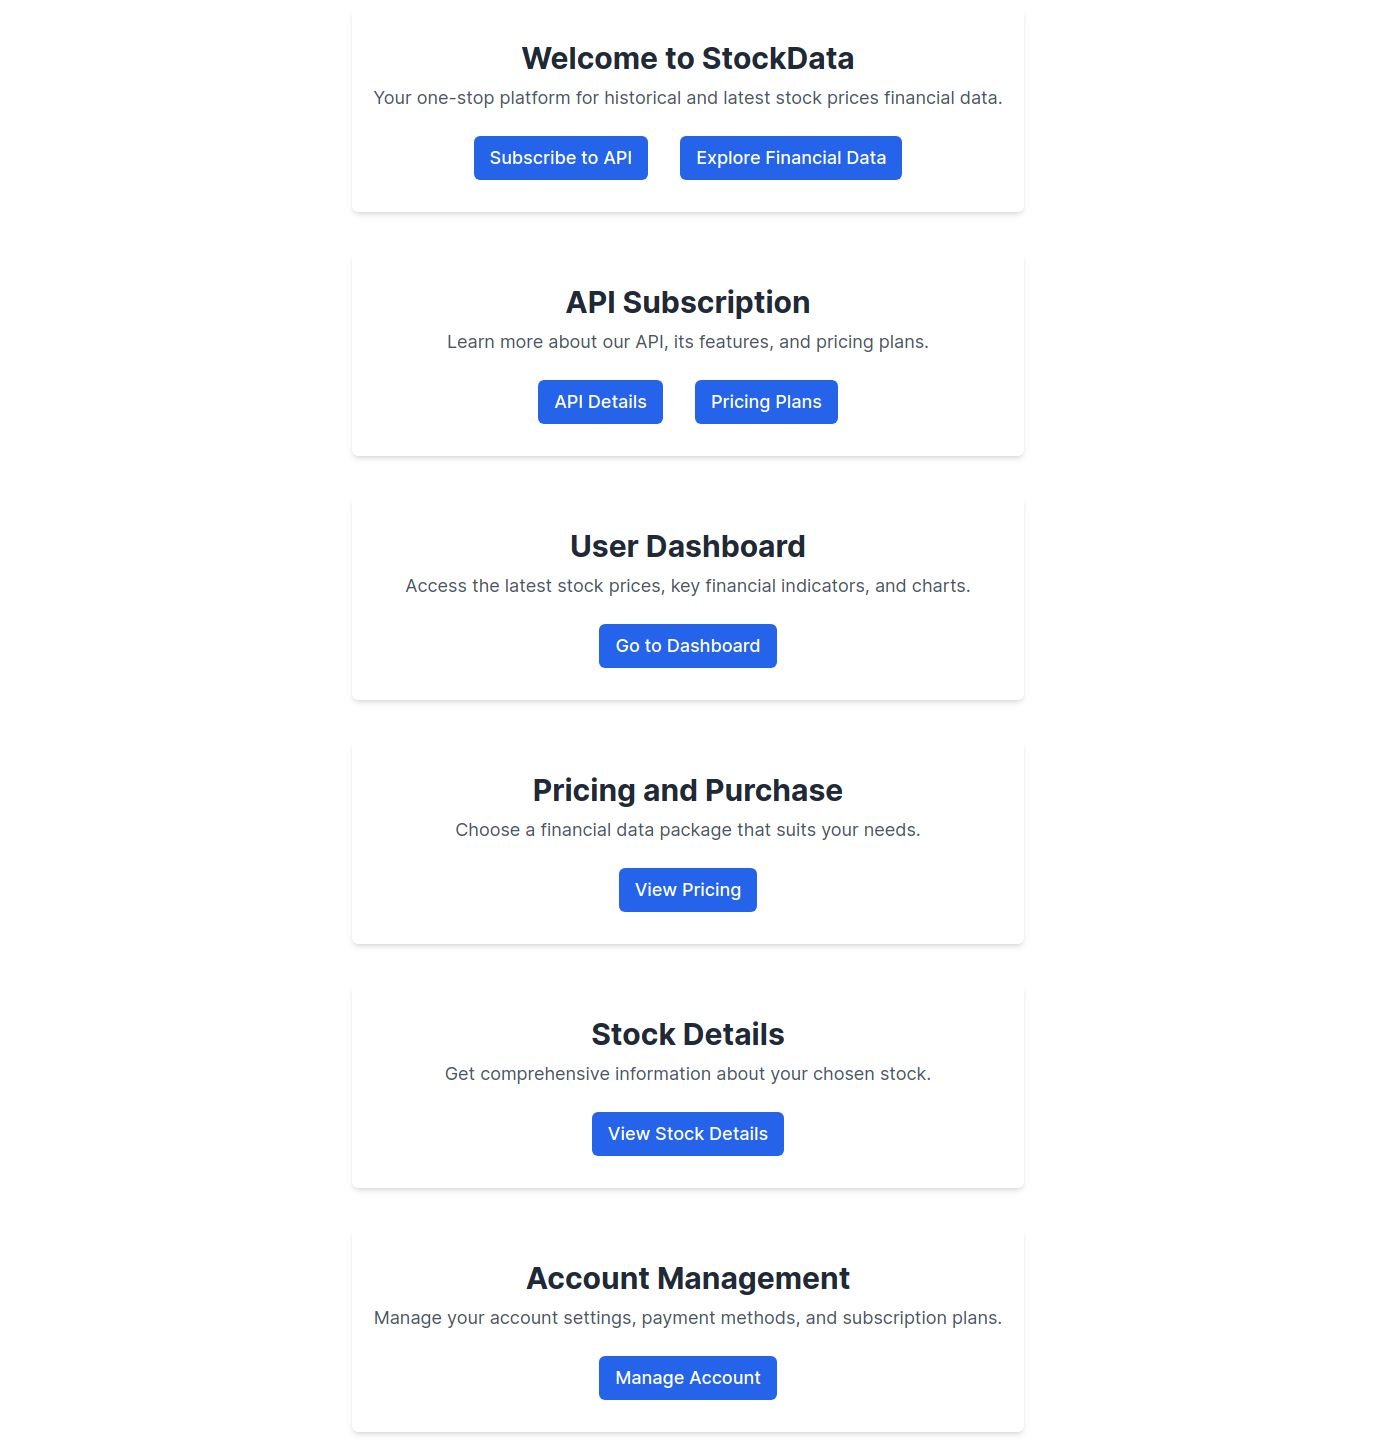 Welcome to StockData
Your one-stop platform for historical and latest stock prices financial data.
Subscribe to API
Explore Financial Data
API Subscription
Learn more about our API, its features, and pricing plans.
API Details
Pricing Plans
User Dashboard
Access the latest stock prices, key financial indicators, and charts.
Go to Dashboard
Pricing and Purchase
Choose a financial data package that suits your needs.
View Pricing
Stock Details
Get comprehensive information about your chosen stock.
View Stock Details
Account Management
Manage your account settings, payment methods, and subscription plans.
Manage Account